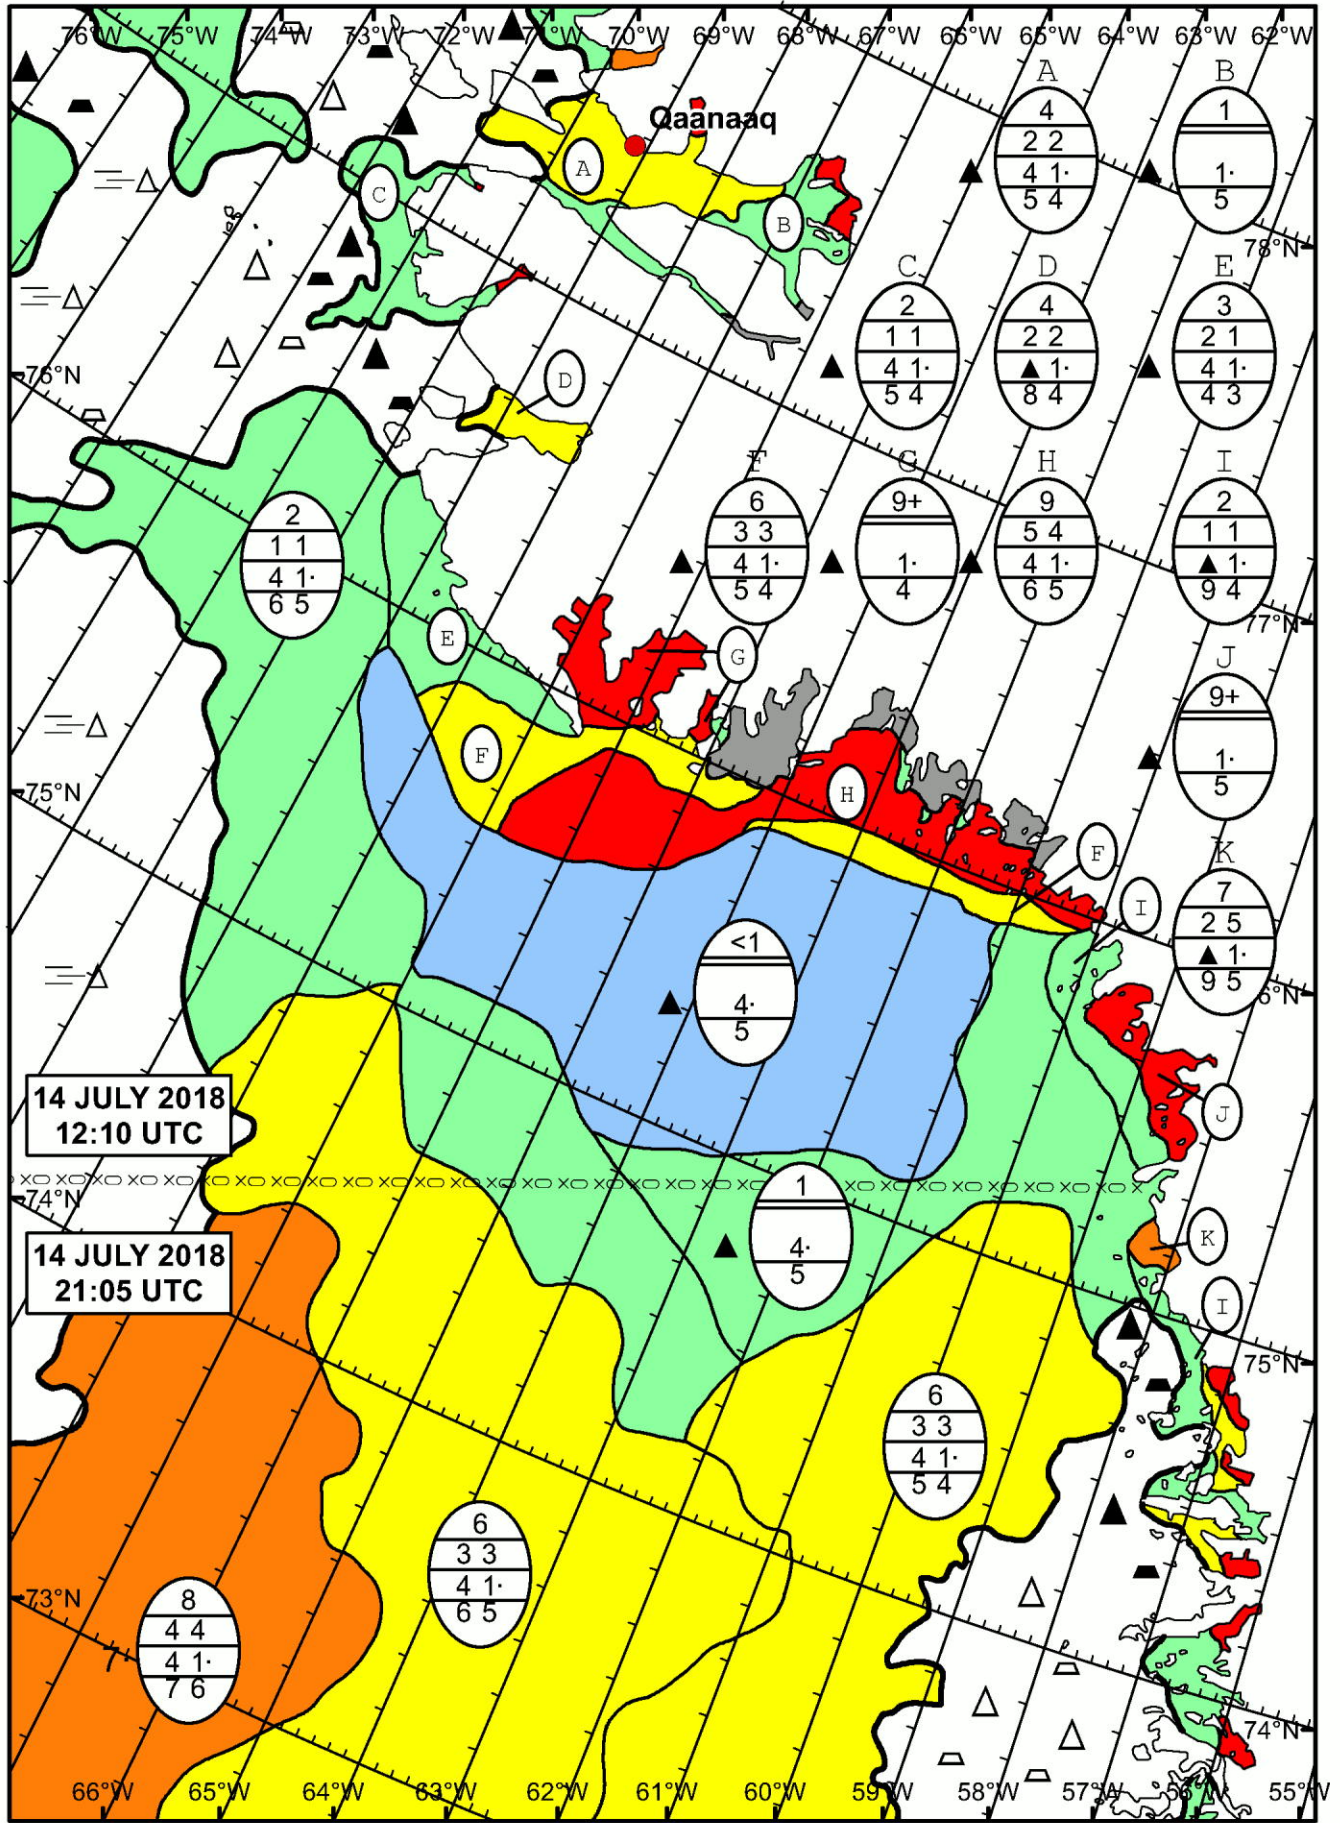 76°W 75°W 74°W 73°W 72°W 71°W 70°W 69°W 68°W 67°W 66°W 65°W 64°W 63°W 62°W
Qaanaaq
A
4
2 2
4 1·
5 4
B
1
1·
5
A
B
C
78°N
C
2
1 1
4 1·
5 4
D
4
2 2
1·
8 4
E
3
2 1
4 1·
4 3
76°N
D
F
6
3 3
4 1·
5 4
G
9+
1·
4
H
9
5 4
4 1·
6 5
I
2
1 1
1·
9 4
2
1 1
4 1·
6 5
77°N
E
G
J
9+
1·
5
F
H
75°N
F
K
7
2 5
1·
9 5
I
<1
4·
5
6°N
14 JULY 2018
12:10 UTC
J
74°N
1
4·
5
K
14 JULY 2018
21:05 UTC
I
75°N
6
3 3
4 1·
5 4
6
3 3
4 1·
6 5
73°N
8
4 4
4 1·
7 6
7
74°N
66°W 65°W 64°W 63°W 62°W 61°W 60°W 59°W 58°W 57°W 56°W 55°W